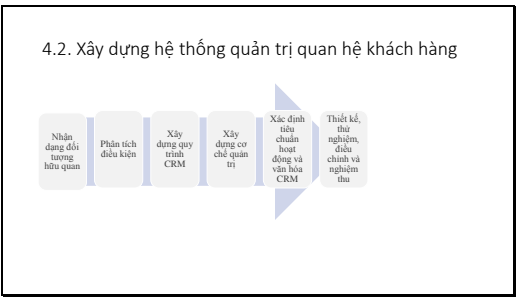 4.2. Xây dựng hệ thống quản trị quan hệ khách hàng
Nhận
dạng đối
tượng
hữu quan
Phân tích
điều kiện
Xây
dựng quy
trình
CRM
Xây
dựng cơ
chế quản
trị
Xác định
tiêu
chuẩn
hoạt
động và
văn hóa
CRM
Thiết kế,
thử
nghiệm,
điều
chỉnh và
nghiệm
thu